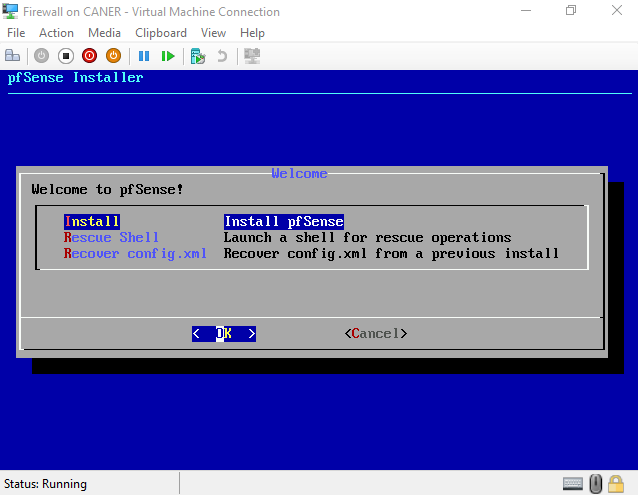 Firewall on CANER - Virtual Machine Connection
File Action Media Clipboard View Help
pfSense Installer
Welcome
Welcome to pfSense!
Install Install pfSense
Rescue Shell Launch a shell for rescue operations
Recover config.xml Recover config.xml from a previous install
< OK > <Cancel>
Status: Running